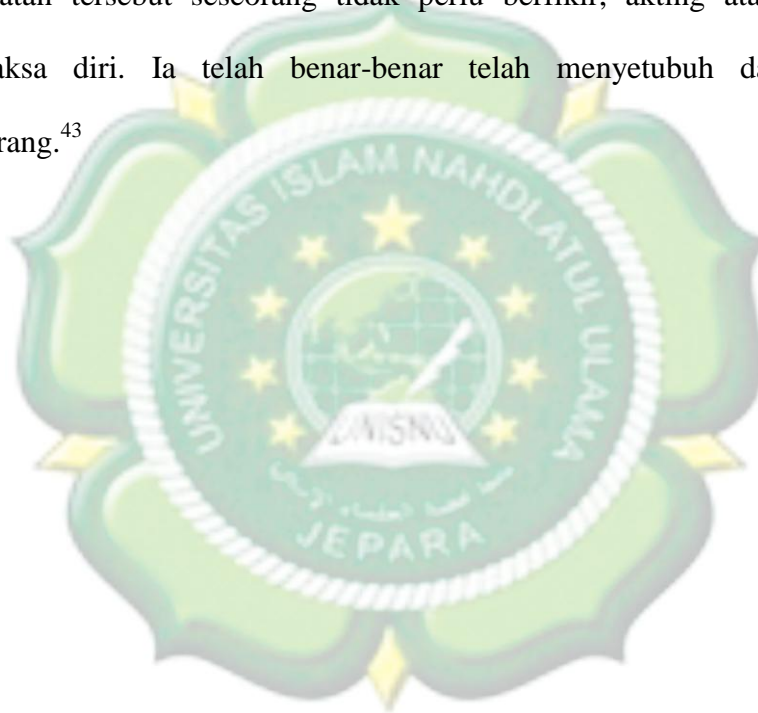 atan tersebut seseorang tidak perlu berfikir, akting atu
aksa diri. Ia telah benar-benar telah menyetubuh da
rang.43
UNIVERSITAS ISLAM NAHDLATUL ULAMA
UNISNU
JEPARA